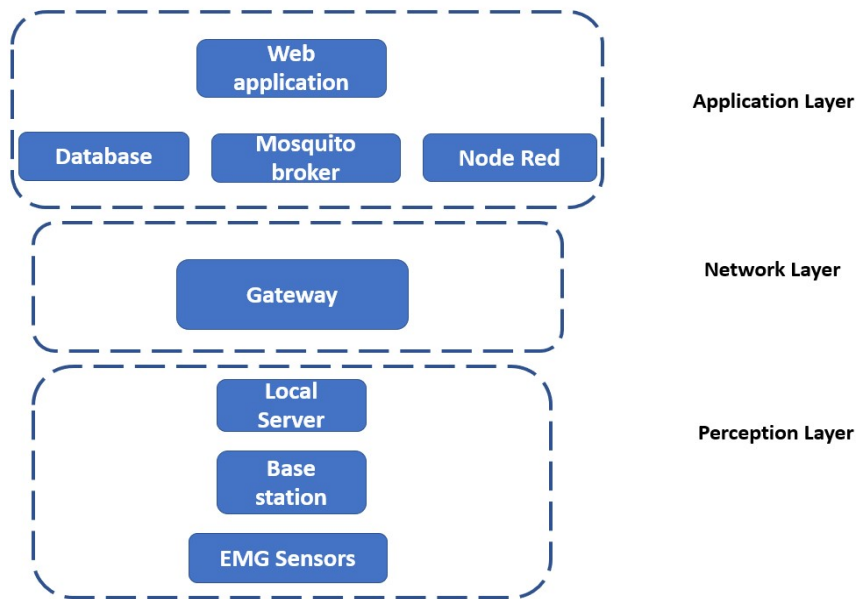 Web
application
Application Layer
Database
Mosquito
broker
Node Red
Network Layer
Gateway
Local
Server
Perception Layer
Base
station
EMG Sensors